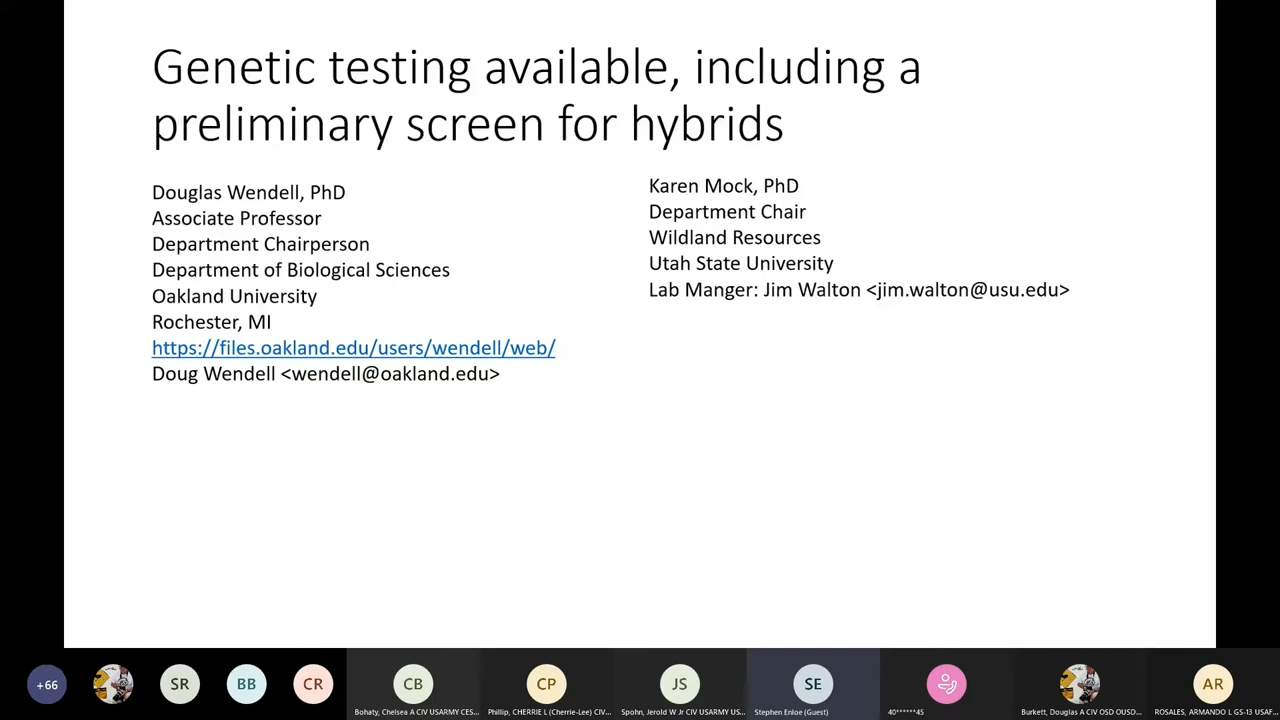 Genetic testing available, including a
preliminary screen for hybrids
Douglas Wendell, PhD
Associate Professor
Department Chairperson
Department of Biological Sciences
Oakland University
Rochester, MI
https://files.oakland.edu/users/wendell/web/
Doug Wendell <wendell@oakland.edu>
Karen Mock, PhD
Department Chair
Wildland Resources
Utah State University
Lab Manger: Jim Walton <jim.walton@usu.edu>
+66
SR
BB
CR
CB
CP
JS
SE
AR
Bohaty, Chelsea A CIV USARMY CES...
Phillip, CHERRIE L (Cherrie-Lee) CIV...
Spohn, Jerold W Jr CIV USARMY US...
Stephen Enloe (Guest)
40******45
Burkett, Douglas A CIV OSD OUSD...
ROSALES, ARMANDO L GS-13 USAF...